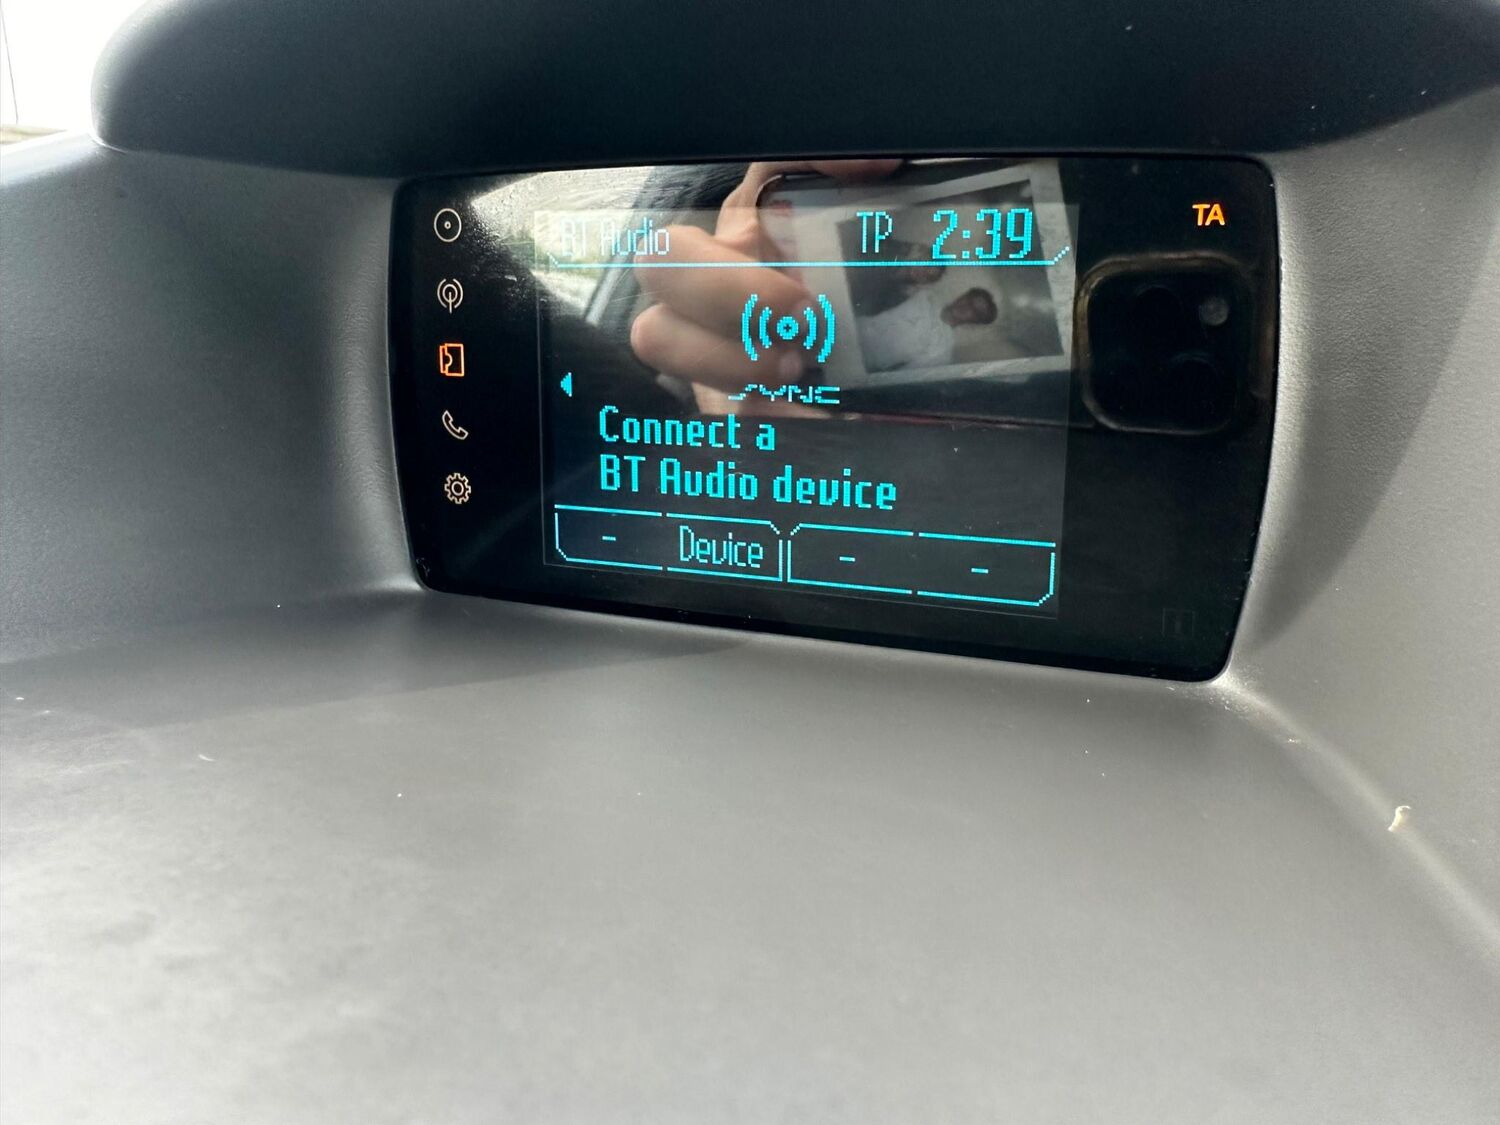 BT Audio TP 2:39
TA
SYNC
Connect a
BT Audio device
- Device - -